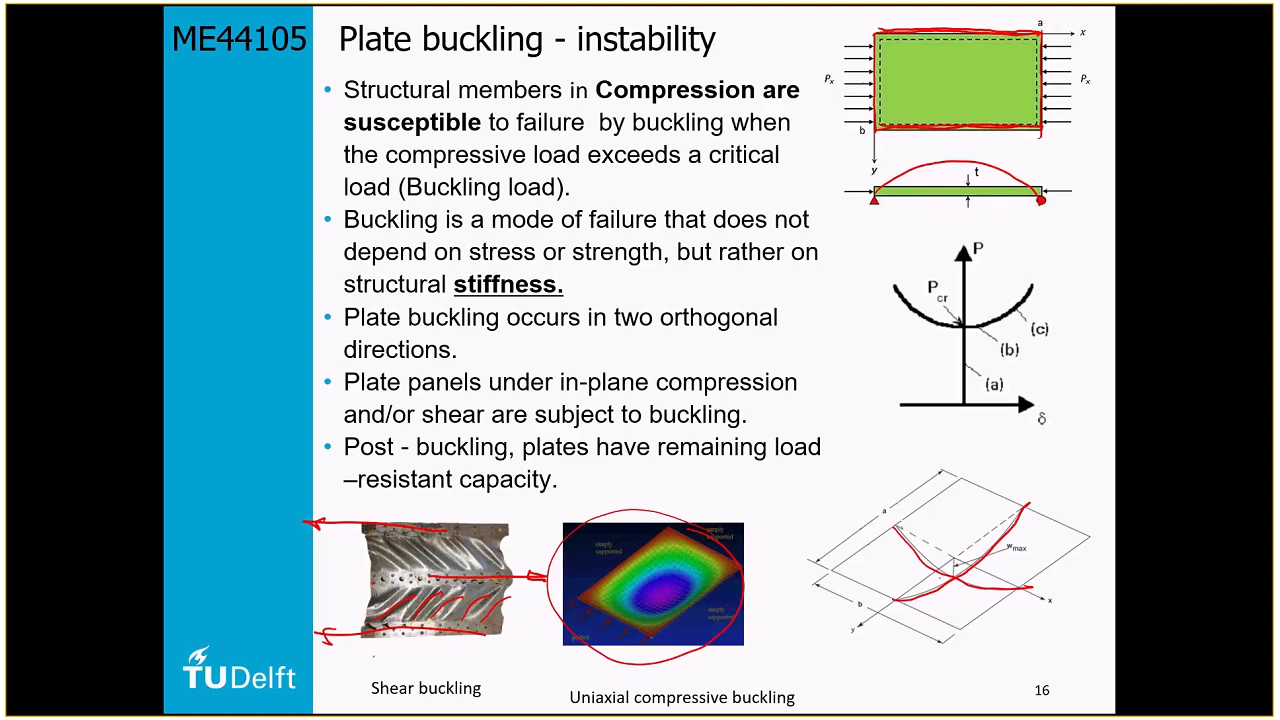 ME44105
Plate buckling - instability
• Structural members in Compression are
susceptible to failure by buckling when
the compressive load exceeds a critical
load (Buckling load).
• Buckling is a mode of failure that does not
depend on stress or strength, but rather on
structural stiffness.
• Plate buckling occurs in two orthogonal
directions.
• Plate panels under in-plane compression
and/or shear are subject to buckling.
• Post - buckling, plates have remaining load
–resistant capacity.
a
x
Px
Px
b
y
t
P
Pcr
(c)
(b)
(a)
δ
a
wmax
b
x
y
simply
supported
simply
supported
simply
supported
guided
TUDelft
Shear buckling
Uniaxial compressive buckling
16